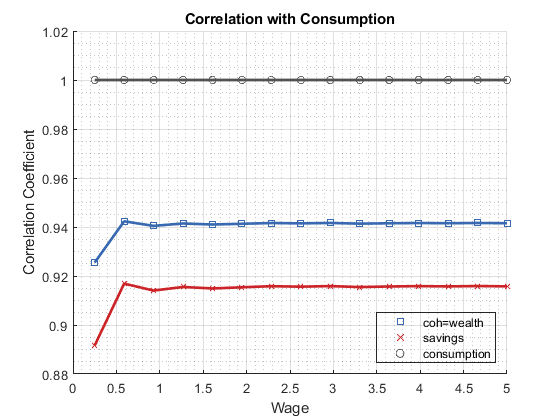 Correlation with Consumption
1.02
1
0.98
0.96
0.94
0.92
0.9
0.88
Correlation Coefficient
coh=wealth
savings
consumption
0 0.5 1 1.5 2 2.5 3 3.5 4 4.5 5
Wage